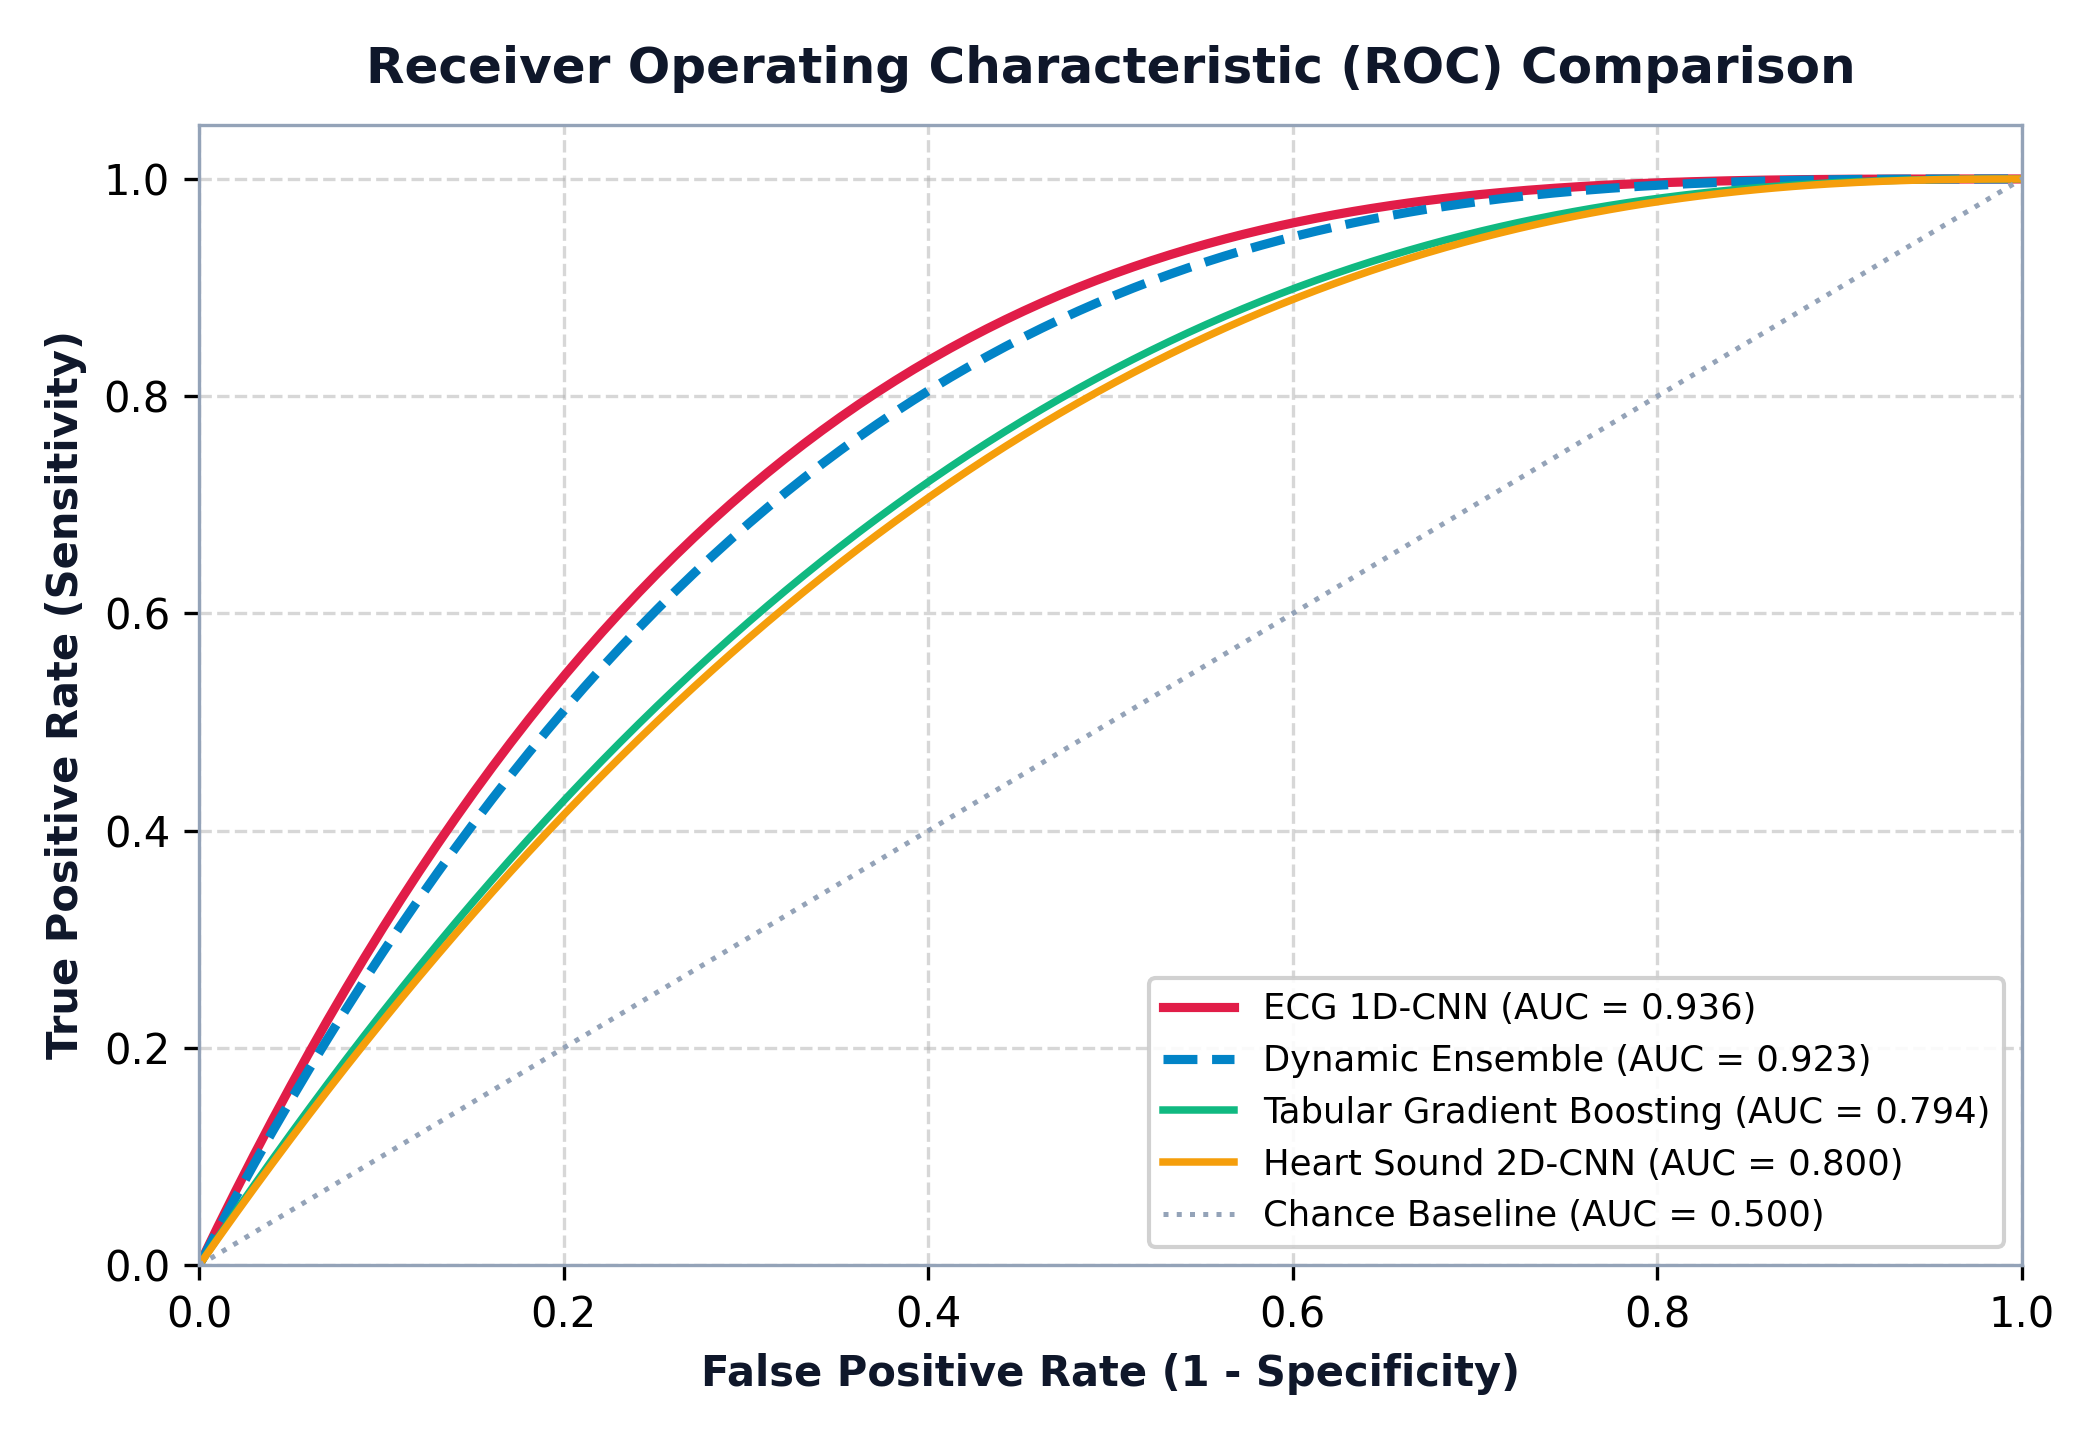 Receiver Operating Characteristic (ROC) Comparison
True Positive Rate (Sensitivity)
1.0
0.8
0.6
0.4
0.2
0.0
ECG 1D-CNN (AUC = 0.936)
Dynamic Ensemble (AUC = 0.923)
Tabular Gradient Boosting (AUC = 0.794)
Heart Sound 2D-CNN (AUC = 0.800)
Chance Baseline (AUC = 0.500)
0.0 0.2 0.4 0.6 0.8 1.0
False Positive Rate (1 - Specificity)